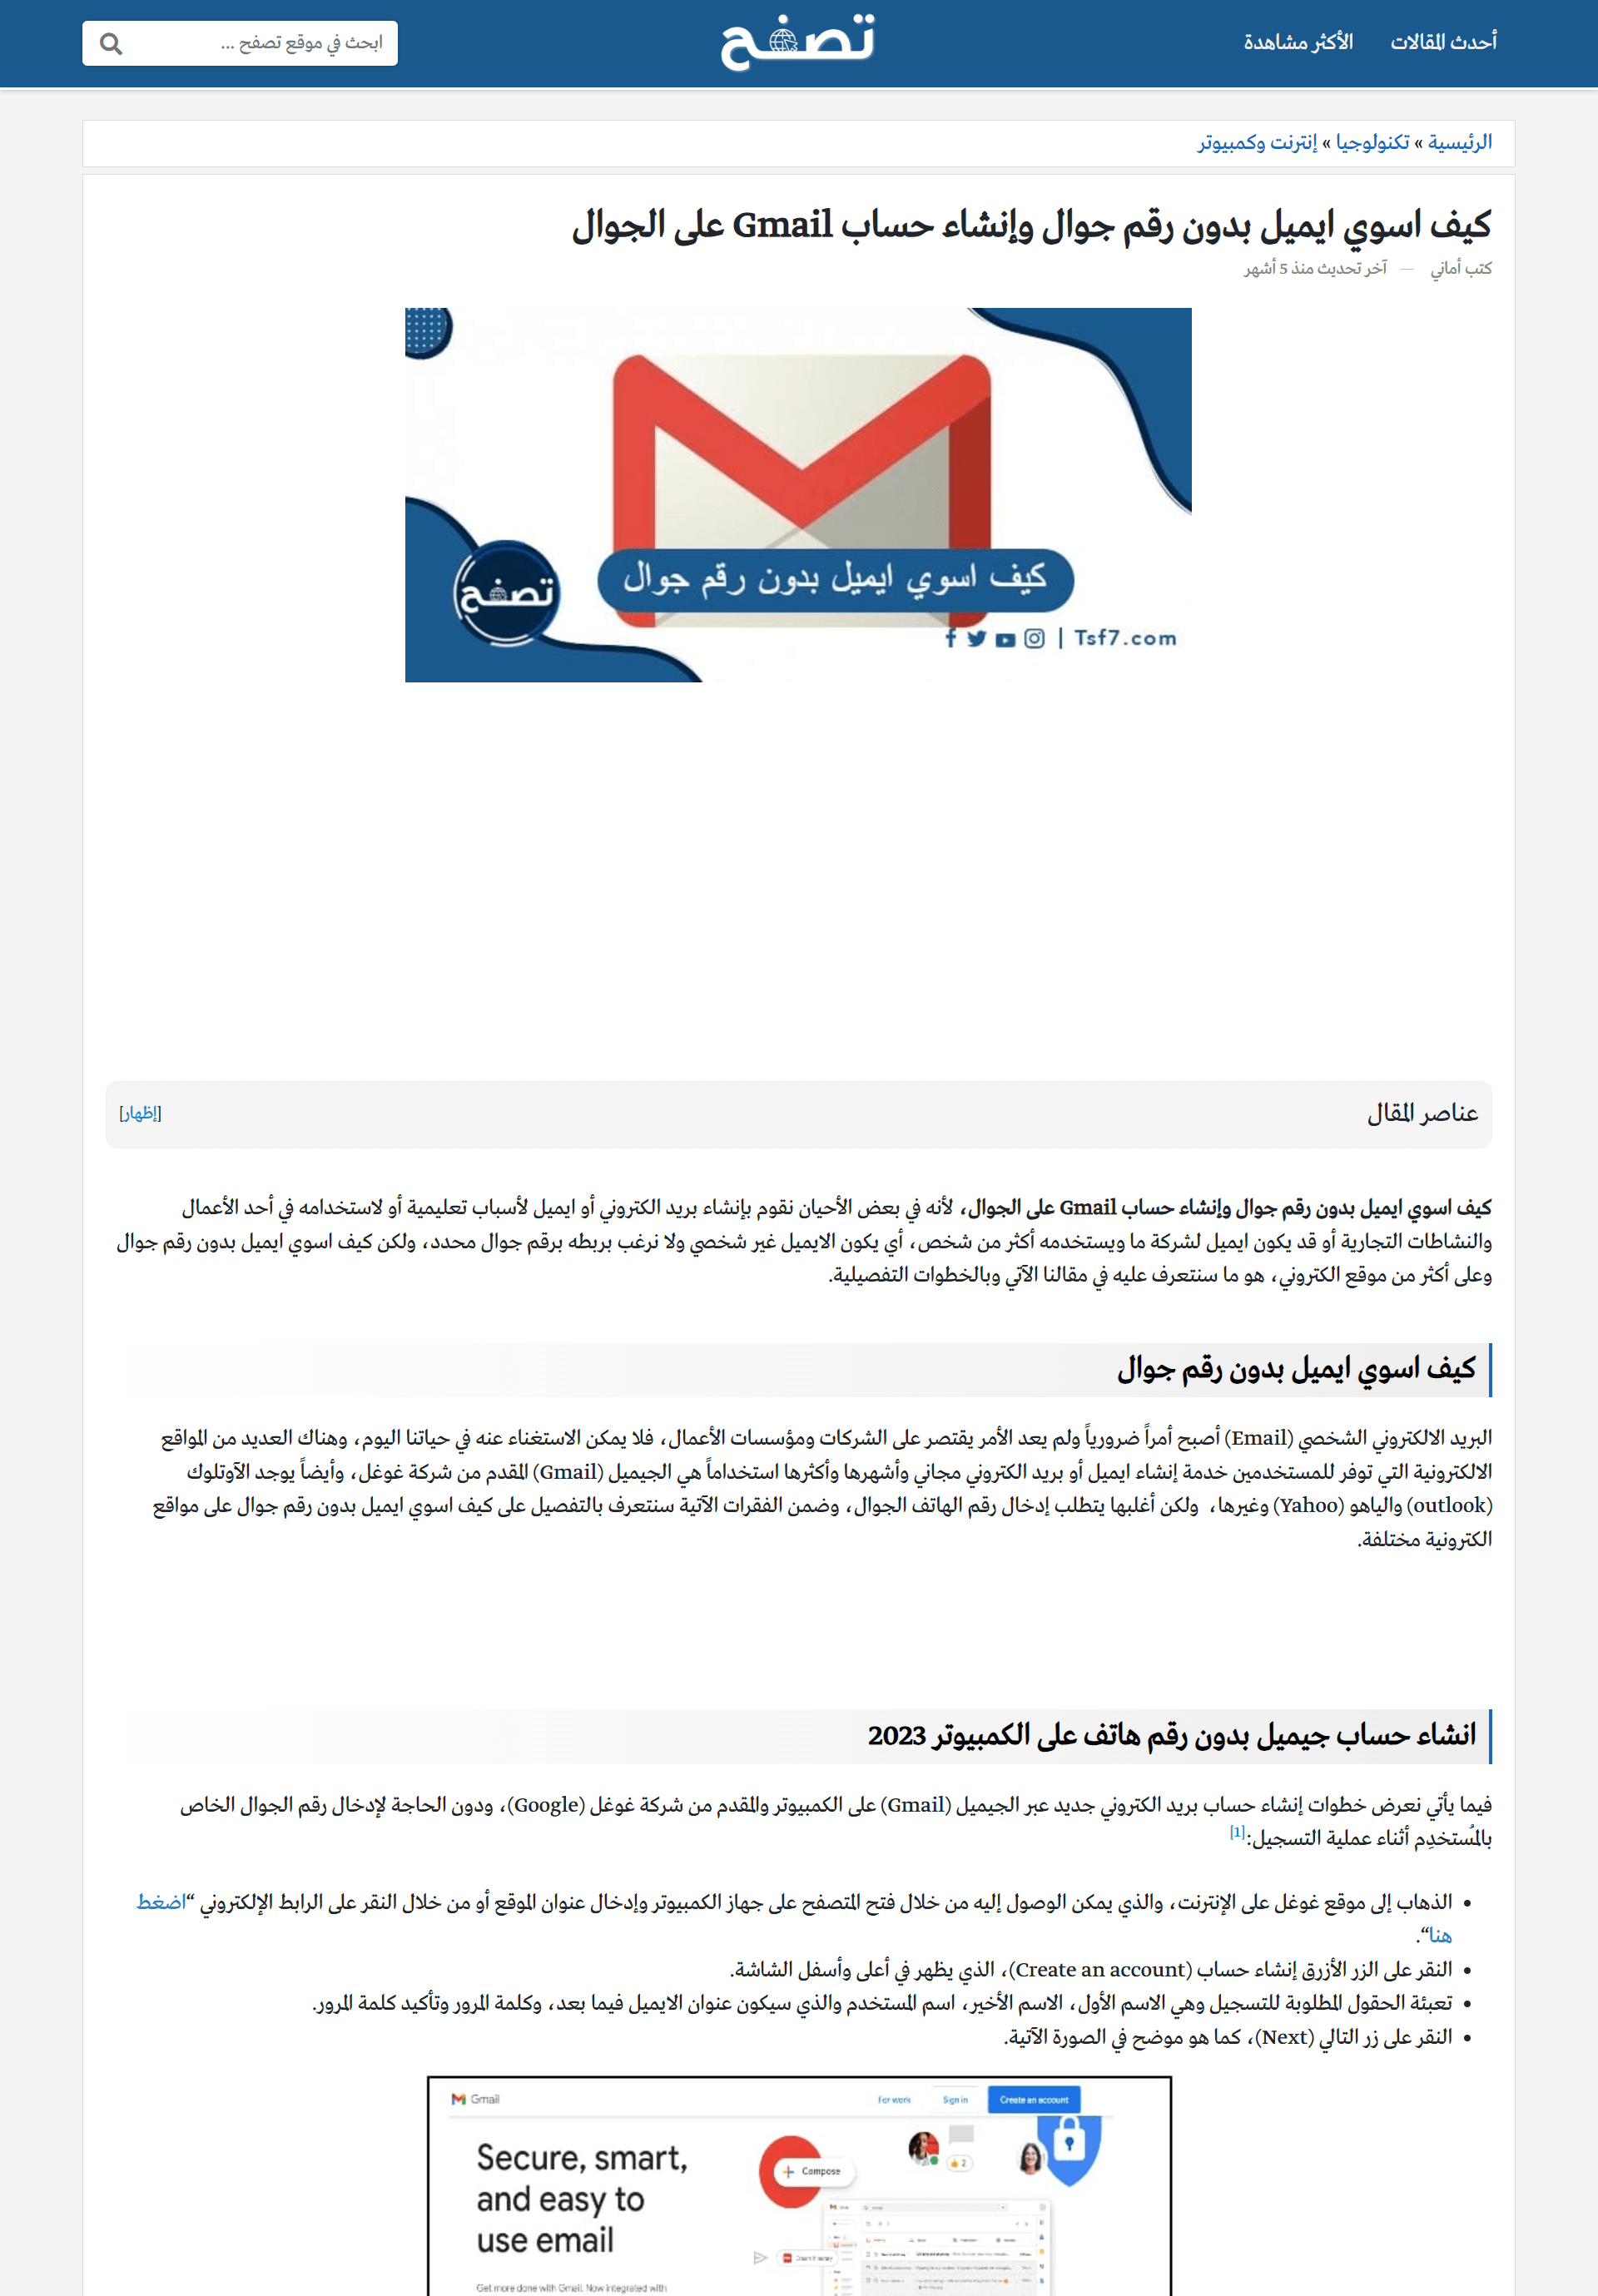 أحدث المقالات
الأكثر مشاهدة
تصفح
ابحث في موقع تصفح ...
الرئيسية » تكنولوجيا » إنترنت وكمبيوتر
كيف اسوي ايميل بدون رقم جوال وإنشاء حساب Gmail على الجوال
كتب أماني — آخر تحديث منذ 5 أشهر
كيف اسوي ايميل بدون رقم جوال
تصفح
| Tsf7.com
عناصر المقال
[إظهار]
كيف اسوي ايميل بدون رقم جوال وإنشاء حساب Gmail على الجوال، لأنه في بعض الأحيان نقوم بإنشاء بريد الكتروني أو ايميل لأسباب تعليمية أو لاستخدامه في أحد الأعمال
والنشاطات التجارية أو قد يكون ايميل لشركة ما ويستخدمه أكثر من شخص، أي يكون الايميل غير شخصي ولا نرغب بربطه برقم جوال محدد، ولكن كيف اسوي ايميل بدون رقم جوال
وعلى أكثر من موقع الكتروني، هو ما سنتعرف عليه في مقالنا الآتي وبالخطوات التفصيلية.
كيف اسوي ايميل بدون رقم جوال
البريد الالكتروني الشخصي (Email) أصبح أمراً ضرورياً ولم يعد الأمر يقتصر على الشركات ومؤسسات الأعمال، فلا يمكن الاستغناء عنه في حياتنا اليوم، وهناك العديد من المواقع
الالكترونية التي توفر للمستخدمين خدمة إنشاء ايميل أو بريد الكتروني مجاني وأشهرها وأكثرها استخداماً هي الجيميل (Gmail) المقدم من شركة غوغل، وأيضاً يوجد الآوتلوك
(outlook) والياهو (Yahoo) وغيرها، ولكن أغلبها يتطلب إدخال رقم الهاتف الجوال، وضمن الفقرات الآتية سنتعرف بالتفصيل على كيف اسوي ايميل بدون رقم جوال على مواقع
الكترونية مختلفة.
انشاء حساب جيميل بدون رقم هاتف على الكمبيوتر 2023
فيما يأتي نعرض خطوات إنشاء حساب بريد الكتروني جديد عبر الجيميل (Gmail) على الكمبيوتر والمقدم من شركة غوغل (Google)، ودون الحاجة لإدخال رقم الجوال الخاص
بالمُستخدِم أثناء عملية التسجيل:[1]
• الذهاب إلى موقع غوغل على الإنترنت، والذي يمكن الوصول إليه من خلال فتح المتصفح على جهاز الكمبيوتر وإدخال عنوان الموقع أو من خلال النقر على الرابط الإلكتروني “اضغط
هنا“.
• النقر على الزر الأزرق إنشاء حساب (Create an account)، الذي يظهر في أعلى وأسفل الشاشة.
• تعبئة الحقول المطلوبة للتسجيل وهي الاسم الأول، الاسم الأخير، اسم المستخدم والذي سيكون عنوان الايميل فيما بعد، وكلمة المرور وتأكيد كلمة المرور.
• النقر على زر التالي (Next)، كما هو موضح في الصورة الآتية.
Gmail
For work
Sign in
Create an account
Secure, smart,
and easy to
use email
Compose
2
Get more done with Gmail. Now integrated with